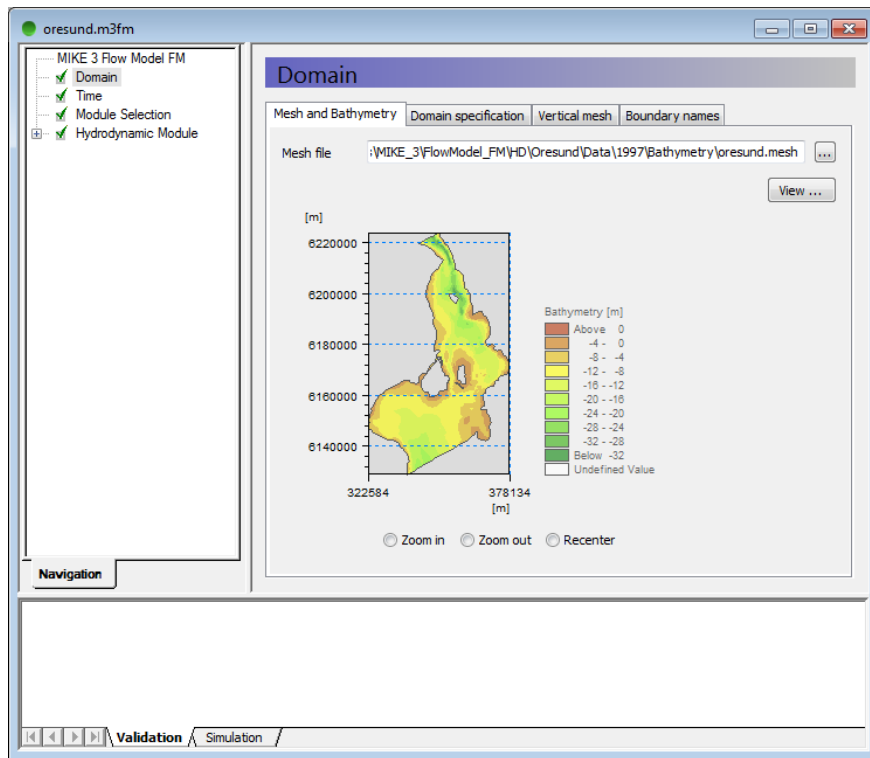 oresund.m3fm
MIKE 3 Flow Model FM
Domain
Time
Module Selection
Hydrodynamic Module
Navigation
Domain
Mesh and Bathymetry
Domain specification
Vertical mesh
Boundary names
Mesh file
:\MIKE_3\FlowModel_FM\HD\Oresund\Data\1997\Bathymetry\oresund.mesh
...
View ...
[m]
6220000
6200000
6180000
6160000
6140000
322584
378134
[m]
Bathymetry [m]
Above 0
-4 - 0
-8 - -4
-12 - -8
-16 - -12
-20 - -16
-24 - -20
-28 - -24
-32 - -28
Below -32
Undefined Value
Zoom in
Zoom out
Recenter
Validation
Simulation